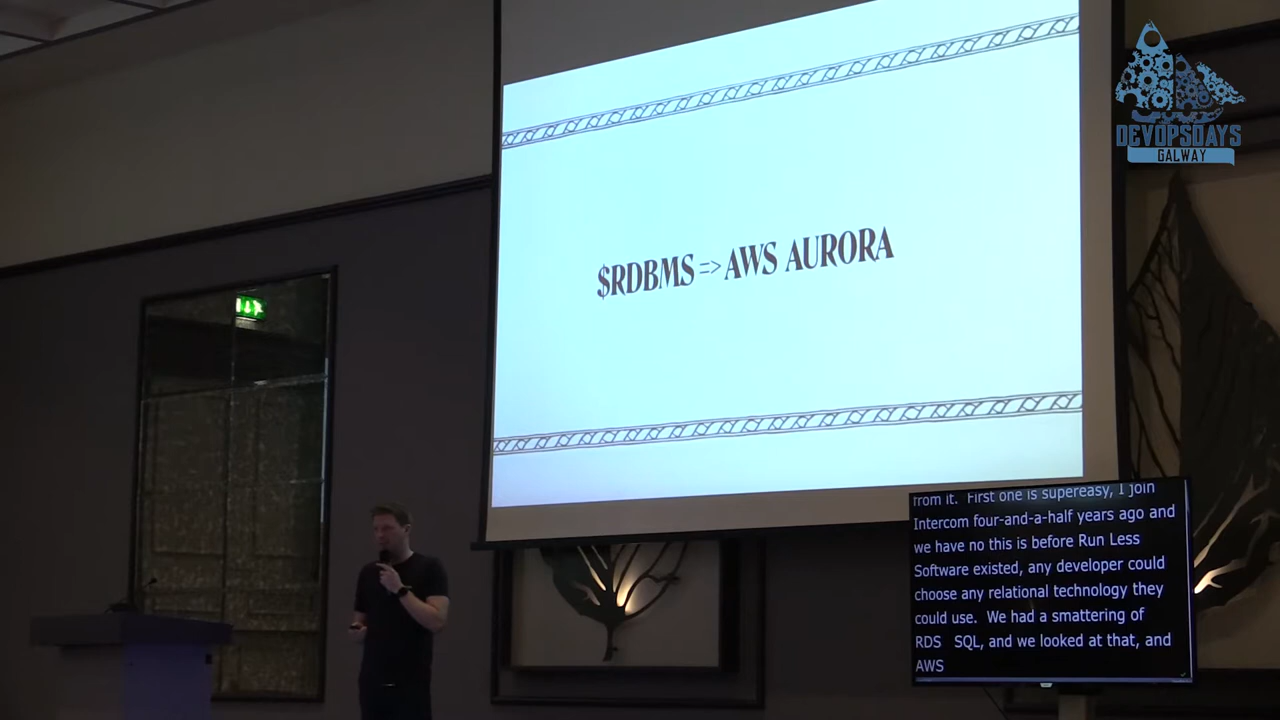 $RDBMS => AWS AURORA
DEVOPSDAYS
GALWAY
from it. First one is supereasy, I join
Intercom four-and-a-half years ago and
we have no this is before Run Less
Software existed, any developer could
choose any relational technology they
could use. We had a smattering of
RDS SQL, and we looked at that, and
AWS